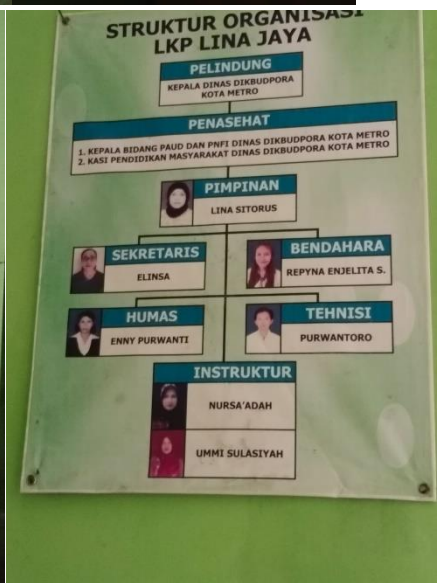 STRUKTUR ORGANISASI
LKP LINA JAYA
PELINDUNG
KEPALA DINAS DIKBUDPORA
KOTA METRO
PENASEHAT
1. KEPALA BIDANG PAUD DAN PNFI DINAS DIKBUDPORA KOTA METRO
2. KASI PENDIDIKAN MASYARAKAT DINAS DIKBUDPORA KOTA METRO
PIMPINAN
LINA SITORUS
SEKRETARIS
ELINSA
BENDAHARA
REPYNA ENJELITA S.
HUMAS
ENNY PURWANTI
TEHNISI
PURWANTORO
INSTRUKTUR
NURSA'ADAH
UMMI SULASIYAH